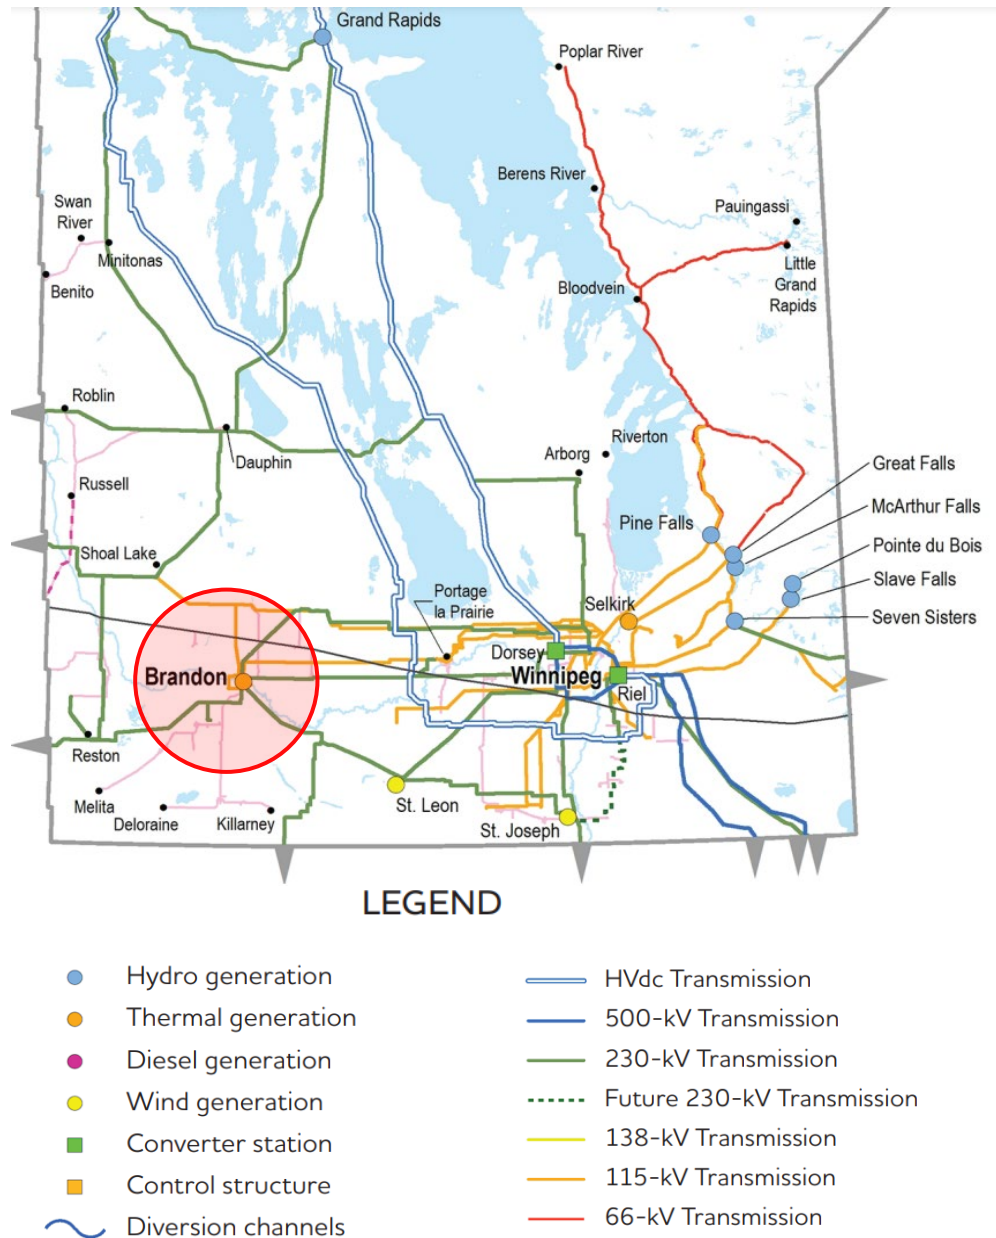 Grand Rapids
Poplar River
Berens River
Pauingassi
Swan
River
Minitonas
Little
Grand
Rapids
Benito
Bloodvein
Roblin
Riverton
Arborg
Dauphin
Great Falls
Russell
McArthur Falls
Pine Falls
Pointe du Bois
Shoal Lake
Slave Falls
Portage
la Prairie
Selkirk
Seven Sisters
Dorsey
Brandon
Winnipeg
Riel
Reston
Melita
St. Leon
Deloraine
Killarney
St. Joseph
LEGEND
Hydro generation
Thermal generation
Diesel generation
Wind generation
Converter station
Control structure
Diversion channels
HVdc Transmission
500-kV Transmission
230-kV Transmission
Future 230-kV Transmission
138-kV Transmission
115-kV Transmission
66-kV Transmission